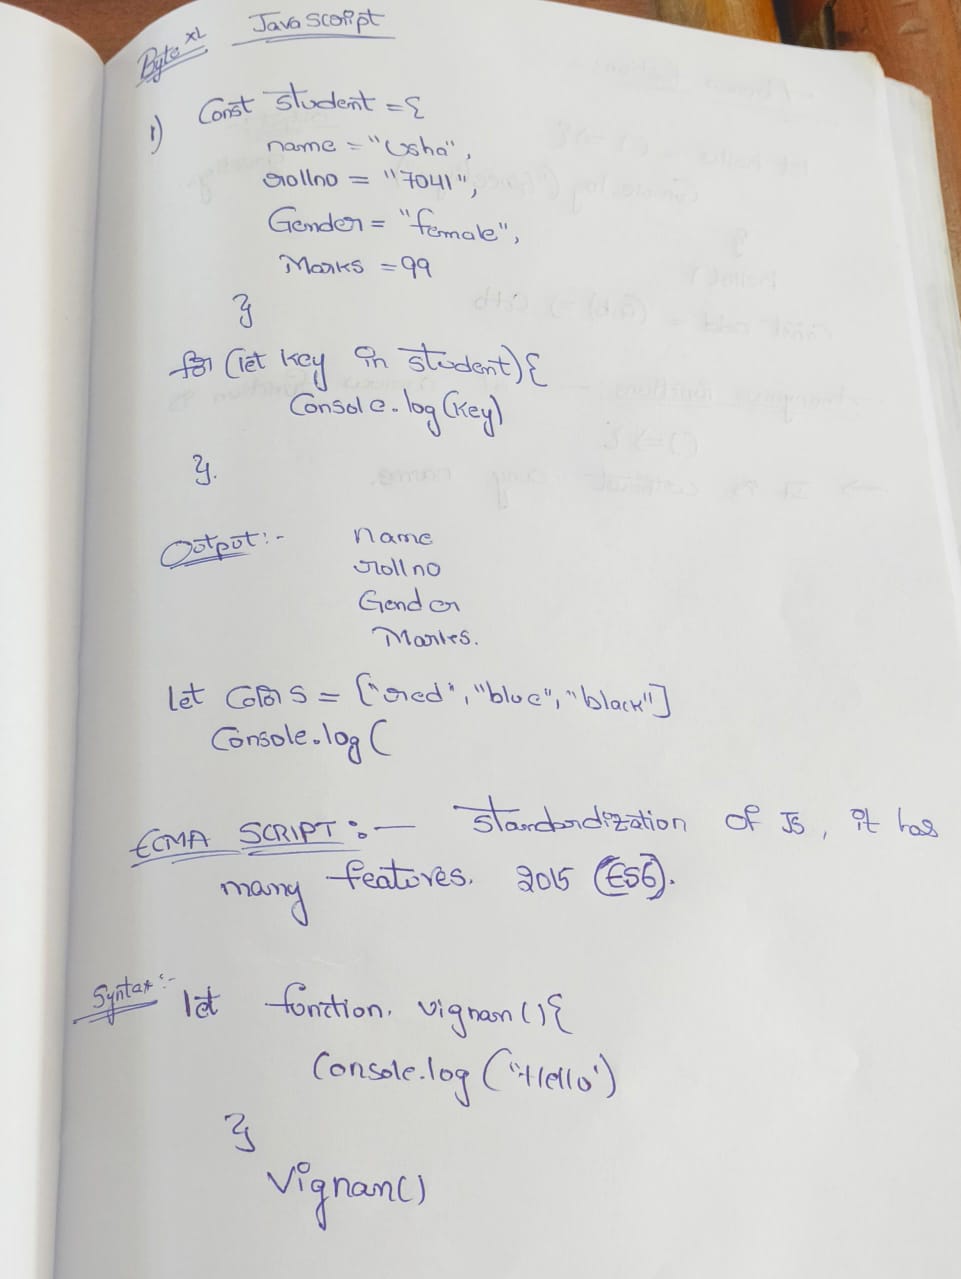 Byte XL JavaScript
1) Const student = {
name = "Usha",
rollno = "7041",
Gender = "female",
Marks = 99
}
for (let key in student) {
Console.log(key)
}.
Output:- name
rollno
Gender
Marks.
let colors = ["red", "blue", "black"]
Console.log (
ECMA SCRIPT :- Standardization of JS, it has
many features. 2015 (ES6).
Syntax:- let function. vignan () {
Console.log ("Hello")
}
Vignan()